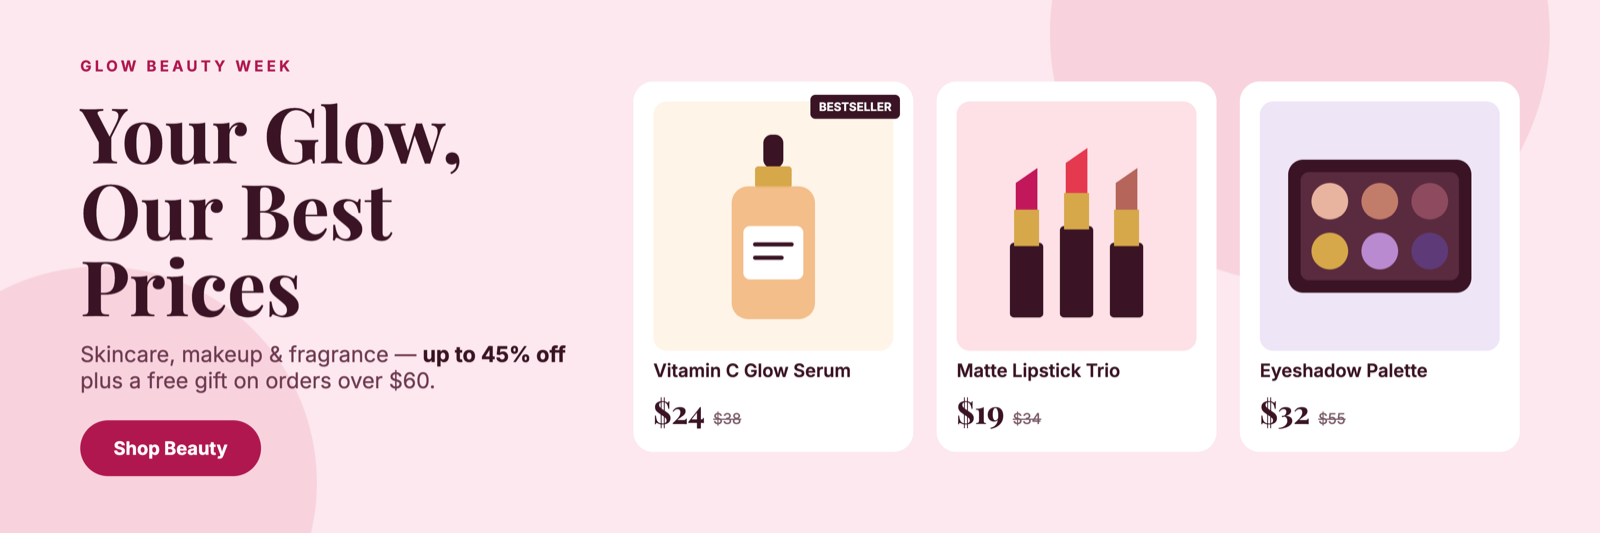 GLOW BEAUTY WEEK
Your Glow,
Our Best
Prices
Skincare, makeup & fragrance — up to 45% off
plus a free gift on orders over $60.
Shop Beauty
BESTSELLER
Vitamin C Glow Serum
$24 $38
Matte Lipstick Trio
$19 $34
Eyeshadow Palette
$32 $55